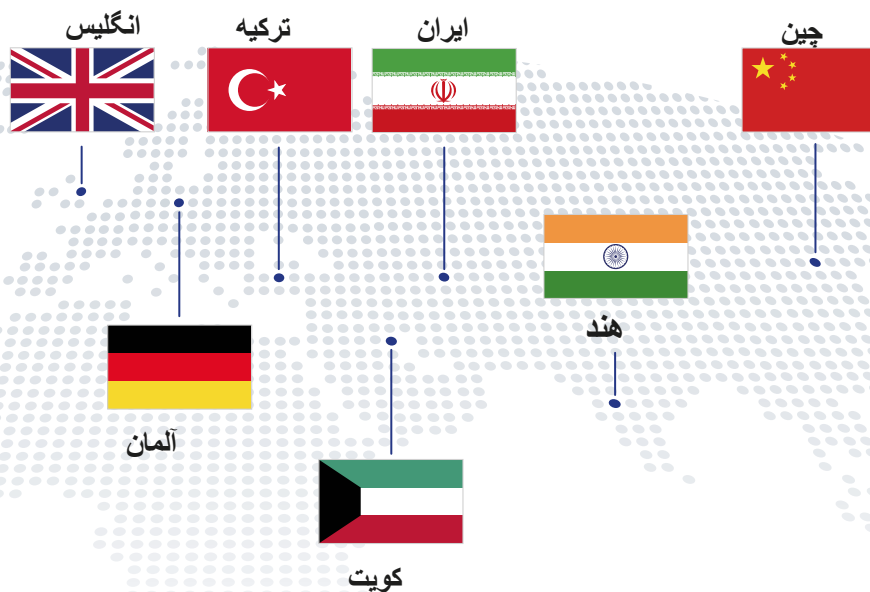 انگلیس
ترکیه
ایران
چین
هند
آلمان
کویت